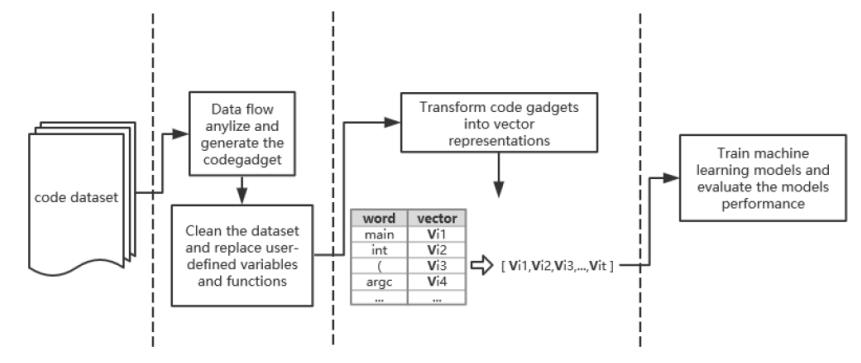 code dataset
Data flow
anylize and
generate the
codegadget
Clean the dataset
and replace user-
defined variables
and functions
Transform code gadgets
into vector
representations
word vector
main Vi1
int Vi2
( Vi3
argc Vi4
... ...
[ Vi1,Vi2,Vi3,...,Vit ]
Train machine
learning models and
evaluate the models
performance